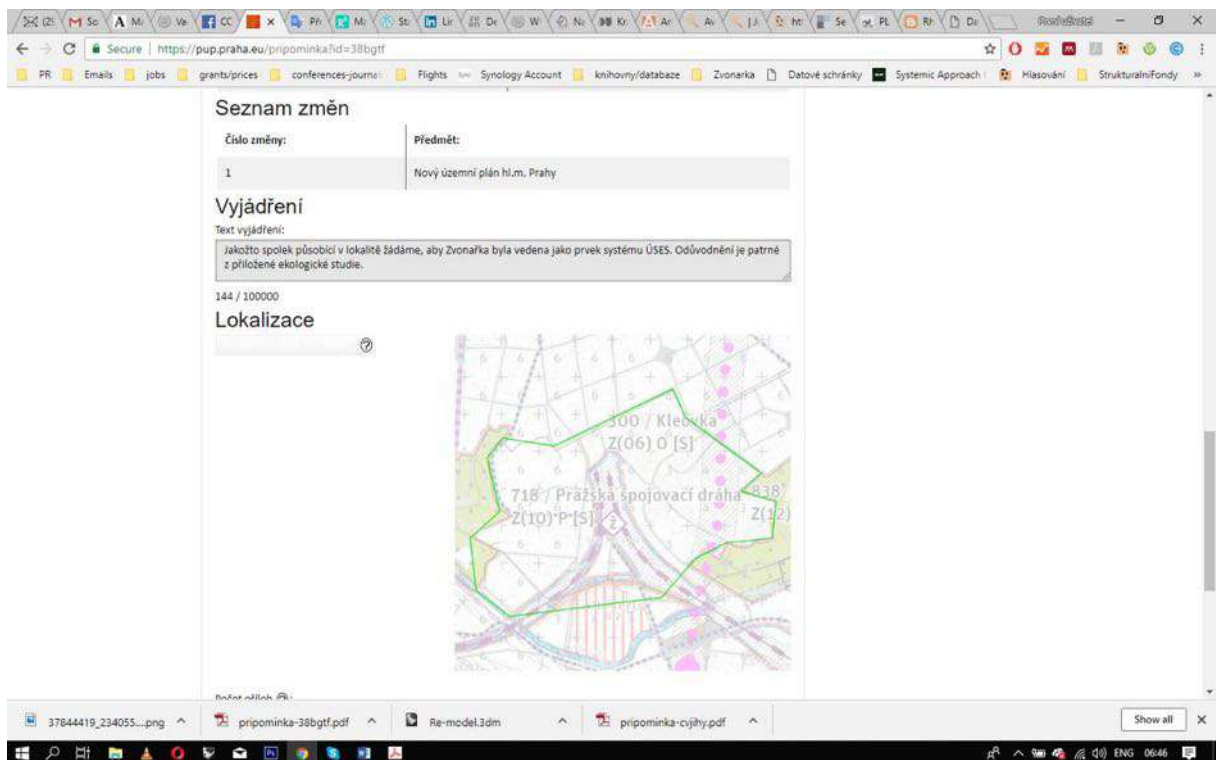 Secure | https://pup.praha.eu/pripominka?id=38bgtf
PR Emails jobs grants/prices conferences-journal Flights Synology Account knihovny/databaze Zvonarka Datové schránky Systemic Approach Hlasování StrukturalniFondy »
Seznam změn
Číslo změny: Předmět:
1 Nový územní plán hl.m. Prahy
Vyjádření
Text vyjádření:
Jakožto spolek působící v lokalitě žádáme, aby Zvonařka byla vedena jako prvek systému ÚSES. Odůvodnění je patrné
z přiložené ekologické studie.
144 / 100000
Lokalizace
300 / Kleovka
Z(06) O [S]
718 / Pražská spojovací dráha 838
Z(10) P [S] Z(12)
Počet příloh
37844419_234055....png pripominka-38bgtf.pdf Re-model.3dm pripominka-cvjihy.pdf Show all
ENG 06:46